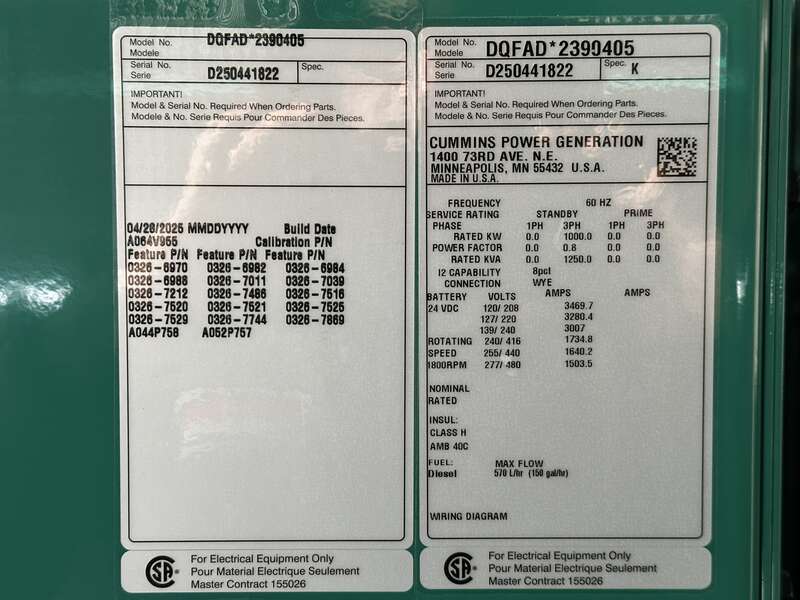 Model No. DQFAD*2390405
Modele
Serial No. D250441822 Spec.
Serie
IMPORTANT!
Model & Serial No. Required When Ordering Parts.
Modele & No. Serie Requis Pour Commander Des Pieces.
04/28/2025 MMDDYYYY Build Date
A064V955 Calibration P/N
Feature P/N Feature P/N Feature P/N
0326-6970 0326-6982 0326-6984
0326-6988 0326-7011 0326-7039
0326-7212 0326-7486 0326-7516
0326-7520 0326-7521 0326-7525
0326-7529 0326-7744 0326-7869
A044P758 A052P757
CSA
For Electrical Equipment Only
Pour Material Electrique Seulement
Master Contract 155026
Model No. DQFAD*2390405
Modele
Serial No. D250441822 Spec. K
Serie
IMPORTANT!
Model & Serial No. Required When Ordering Parts.
Modele & No. Serie Requis Pour Commander Des Pieces.
CUMMINS POWER GENERATION
1400 73RD AVE. N.E.
MINNEAPOLIS, MN 55432 U.S.A.
MADE IN U.S.A.
FREQUENCY 60 HZ
SERVICE RATING STANDBY PRIME
PHASE 1PH 3PH 1PH 3PH
RATED KW 0.0 1000.0 0.0 0.0
POWER FACTOR 0.0 0.8 0.0 0.0
RATED KVA 0.0 1250.0 0.0 0.0
I2 CAPABILITY 8pct
CONNECTION WYE
BATTERY VOLTS AMPS AMPS
24 VDC 120/ 208 3469.7
127/ 220 3280.4
139/ 240 3007
ROTATING 240/ 416 1734.8
SPEED 255/ 440 1640.2
1800RPM 277/ 480 1503.5
NOMINAL
RATED
INSUL:
CLASS H
AMB 40C
FUEL: MAX FLOW
Diesel 570 L/hr (150 gal/hr)
WIRING DIAGRAM
CSA
For Electrical Equipment Only
Pour Material Electrique Seulement
Master Contract 155026